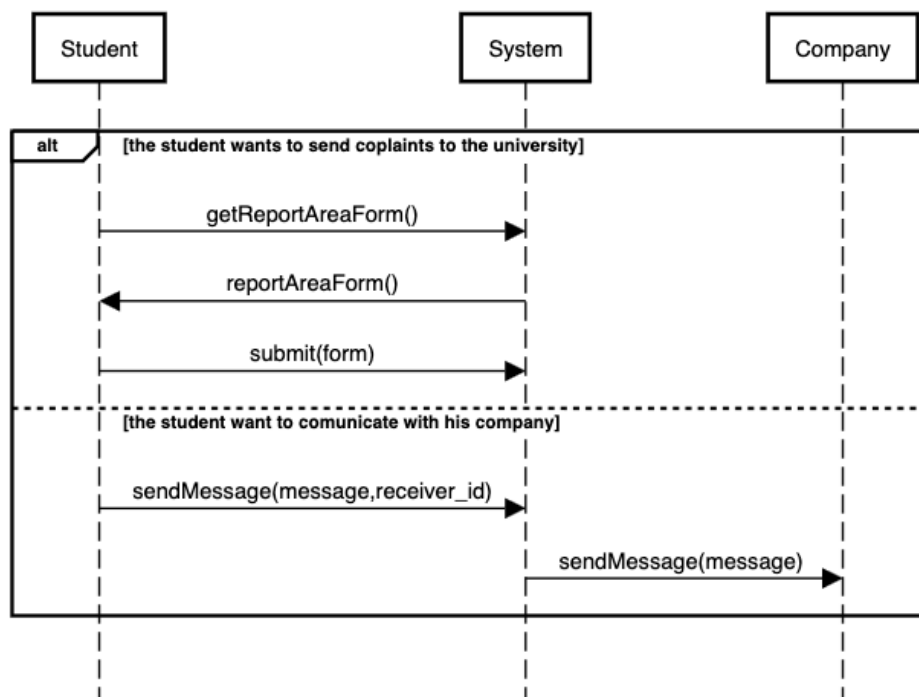 Student
System
Company
alt
[the student wants to send coplaints to the university]
getReportAreaForm()
reportAreaForm()
submit(form)
[the student want to comunicate with his company]
sendMessage(message,receiver_id)
sendMessage(message)